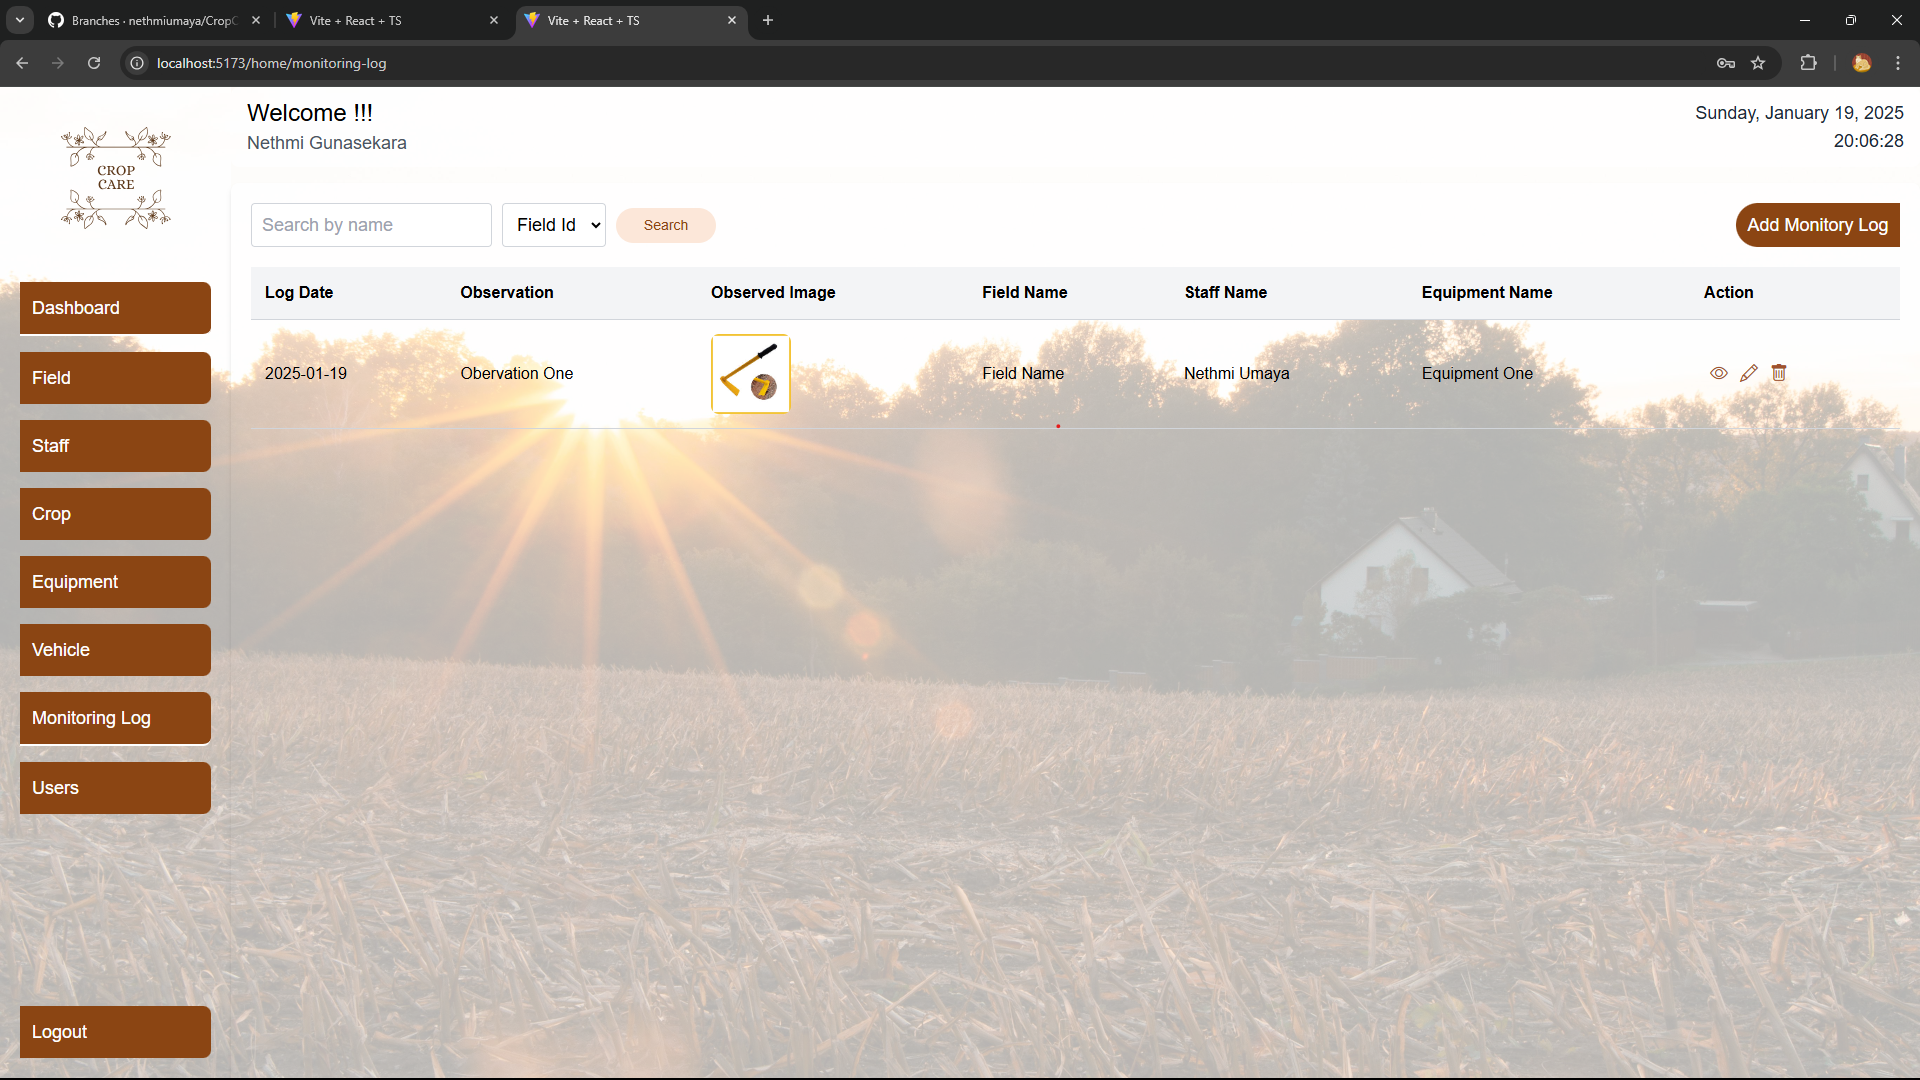 Branches · nethmiumaya/CropC
Vite + React + TS
Vite + React + TS
localhost:5173/home/monitoring-log
CROP
CARE
Welcome !!!
Nethmi Gunasekara
Sunday, January 19, 2025
20:06:28
Search by name
Field Id
Search
Add Monitory Log
Dashboard
Field
Staff
Crop
Equipment
Vehicle
Monitoring Log
Users
Logout
Log Date Observation Observed Image Field Name Staff Name Equipment Name Action
2025-01-19 Obervation One Field Name Nethmi Umaya Equipment One